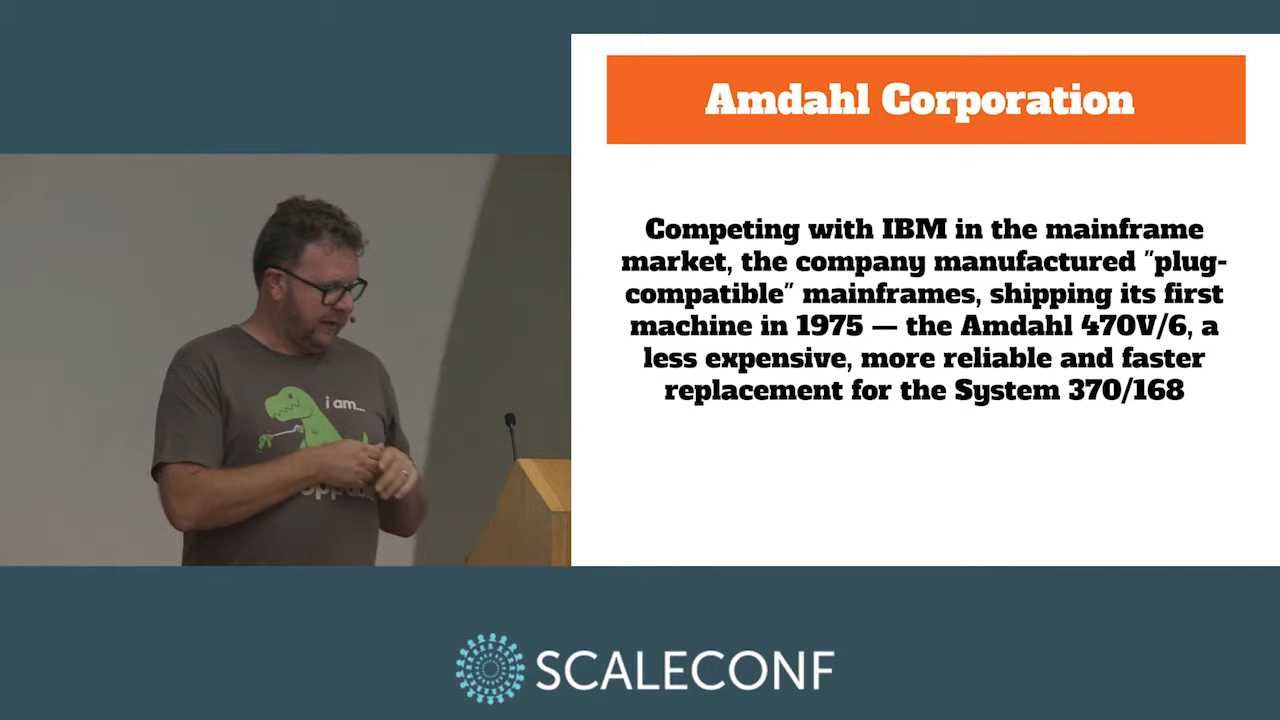 Amdahl Corporation
Competing with IBM in the mainframe
market, the company manufactured "plug-
compatible" mainframes, shipping its first
machine in 1975 — the Amdahl 470V/6, a
less expensive, more reliable and faster
replacement for the System 370/168
i am...
SCALECONF